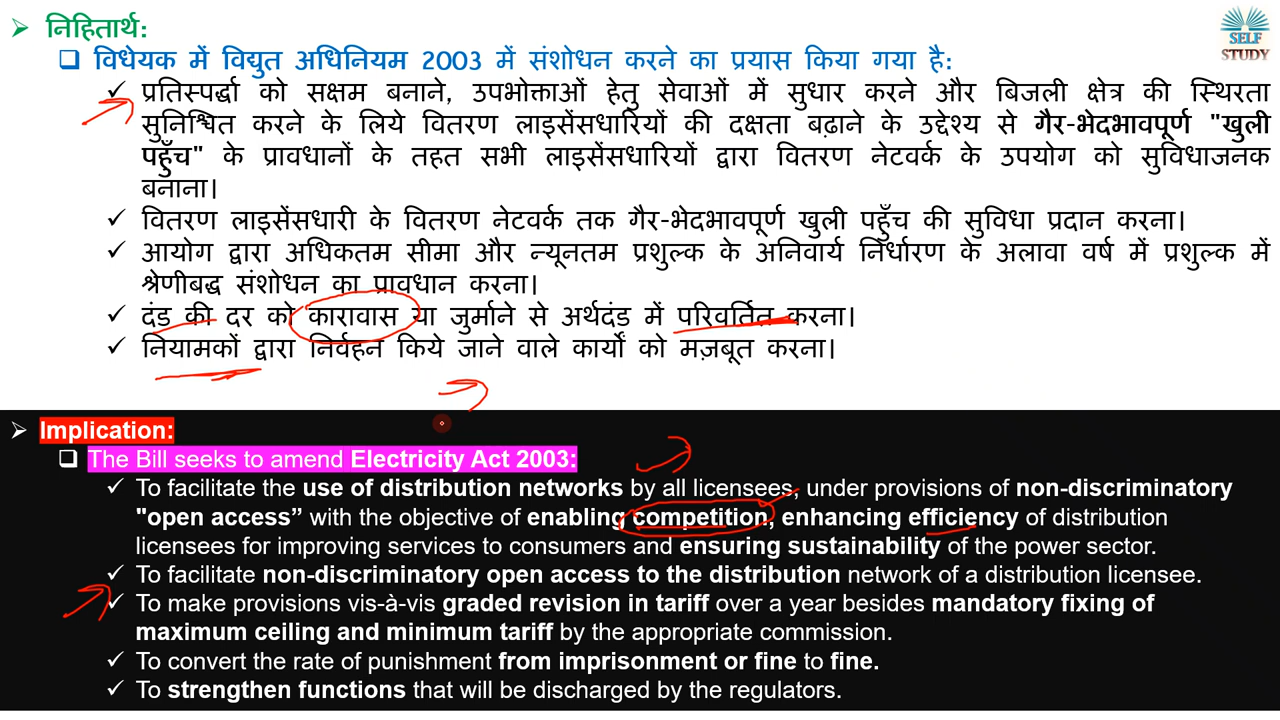 ➢ निहितार्थ:
SELF
STUDY
❑ विधेयक में विद्युत अधिनियम 2003 में संशोधन करने का प्रयास किया गया है:
✓ प्रतिस्पर्द्धा को सक्षम बनाने, उपभोक्ताओं हेतु सेवाओं में सुधार करने और बिजली क्षेत्र की स्थिरता
सुनिश्चित करने के लिये वितरण लाइसेंसधारियों की दक्षता बढ़ाने के उद्देश्य से गैर-भेदभावपूर्ण "खुली
पहुँच" के प्रावधानों के तहत सभी लाइसेंसधारियों द्वारा वितरण नेटवर्क के उपयोग को सुविधाजनक
बनाना।
✓ वितरण लाइसेंसधारी के वितरण नेटवर्क तक गैर-भेदभावपूर्ण खुली पहुँच की सुविधा प्रदान करना।
✓ आयोग द्वारा अधिकतम सीमा और न्यूनतम प्रशुल्क के अनिवार्य निर्धारण के अलावा वर्ष में प्रशुल्क में
श्रेणीबद्ध संशोधन का प्रावधान करना।
✓ दंड की दर को कारावास या जुर्माने से अर्थदंड में परिवर्तित करना।
✓ नियामकों द्वारा निर्वहन किये जाने वाले कार्यों को मज़बूत करना।
➢ Implication:
❑ The Bill seeks to amend Electricity Act 2003:
✓ To facilitate the use of distribution networks by all licensees, under provisions of non-discriminatory
"open access” with the objective of enabling competition, enhancing efficiency of distribution
licensees for improving services to consumers and ensuring sustainability of the power sector.
✓ To facilitate non-discriminatory open access to the distribution network of a distribution licensee.
✓ To make provisions vis-à-vis graded revision in tariff over a year besides mandatory fixing of
maximum ceiling and minimum tariff by the appropriate commission.
✓ To convert the rate of punishment from imprisonment or fine to fine.
✓ To strengthen functions that will be discharged by the regulators.